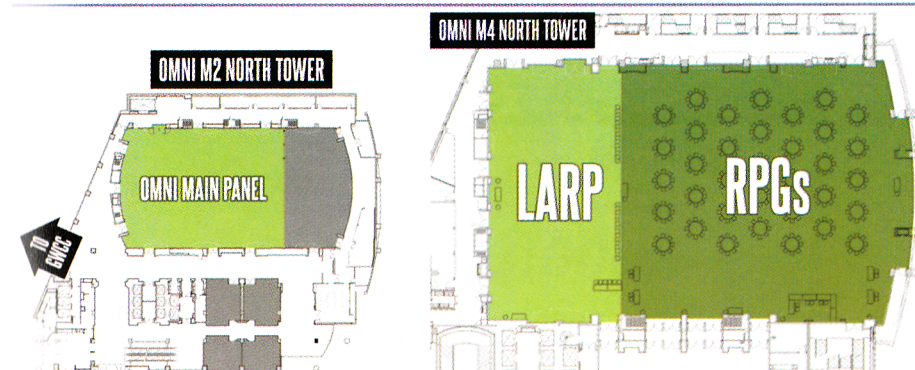 OMNI M2 NORTH TOWER
OMNI MAIN PANEL
TO
GWCC
OMNI M4 NORTH TOWER
LARP
RPGs